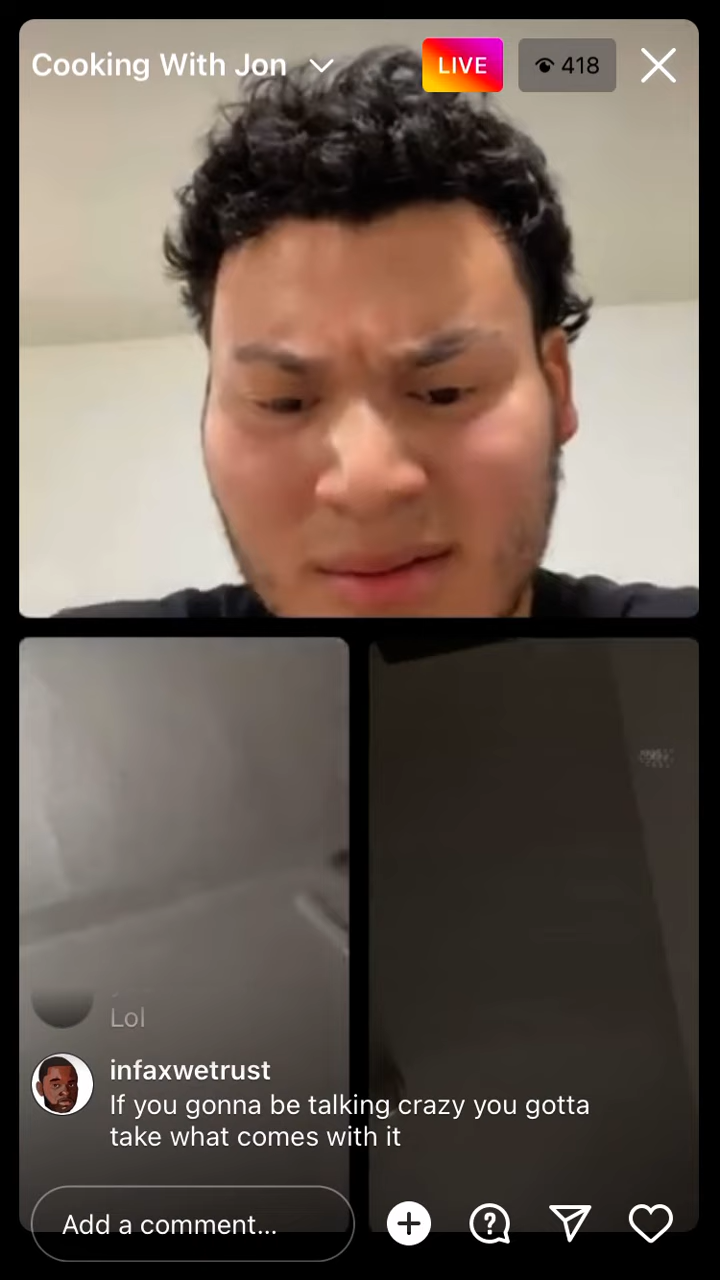 Cooking With Jon
LIVE
418
Lol
infaxwetrust
If you gonna be talking crazy you gotta
take what comes with it
Add a comment...